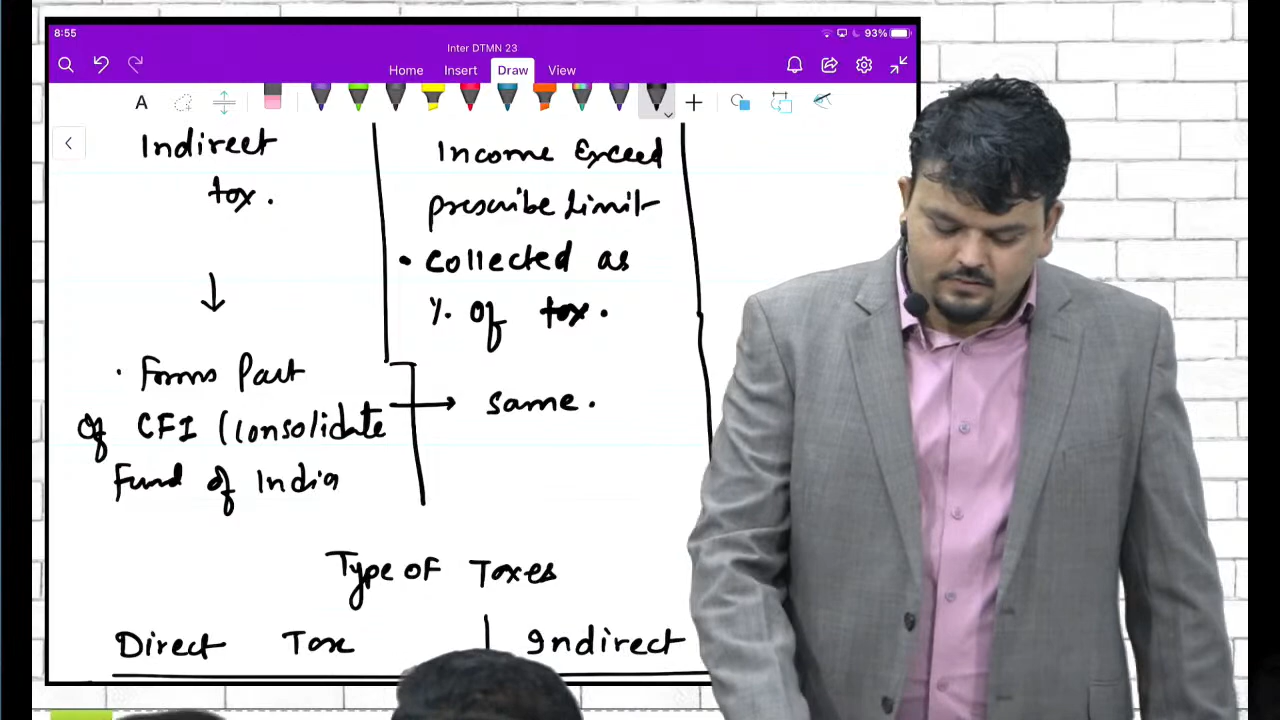 8:55
93%
Inter DTMN 23
Home Insert Draw View
A
Indirect
tax.
Income Exceed
prescribe limit
• Collected as
% of tax.
• Forms Part
of CFI (Consolidate
Fund of India
same.
Type of Taxes
Direct Tax
Indirect